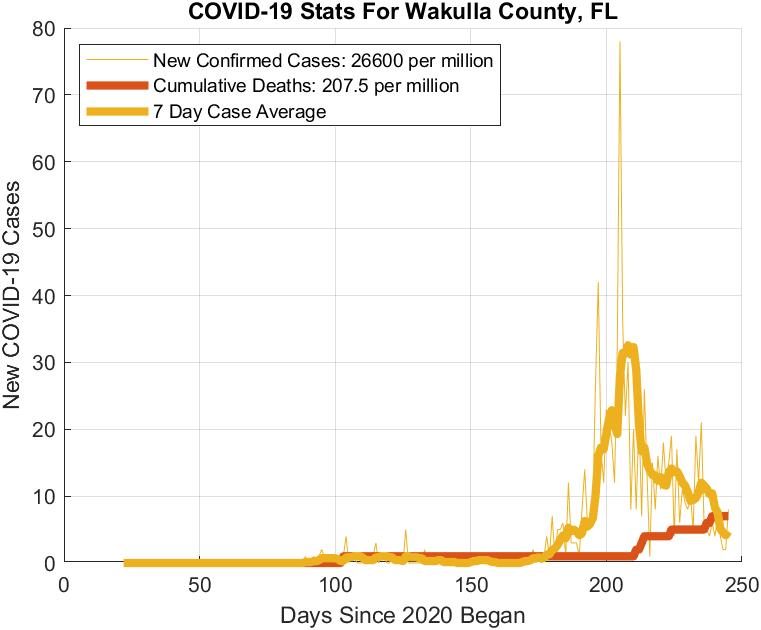 COVID-19 Stats For Wakulla County, FL
New Confirmed Cases: 26600 per million
Cumulative Deaths: 207.5 per million
7 Day Case Average
80
70
60
50
40
30
20
10
0
New COVID-19 Cases
0 50 100 150 200 250
Days Since 2020 Began